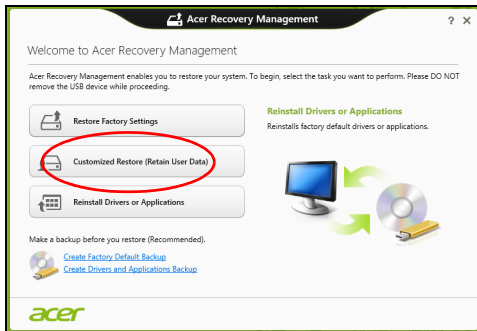 Acer Recovery Management
? ×
Welcome to Acer Recovery Management
Acer Recovery Management enables you to restore your system. To begin, select the task you want to perform. Please DO NOT
remove the USB device while proceeding.
Restore Factory Settings
Customized Restore (Retain User Data)
Reinstall Drivers or Applications
Reinstall Drivers or Applications
Reinstalls factory default drivers or applications.
Make a backup before you restore (Recommended).
Create Factory Default Backup
Create Drivers and Applications Backup
acer